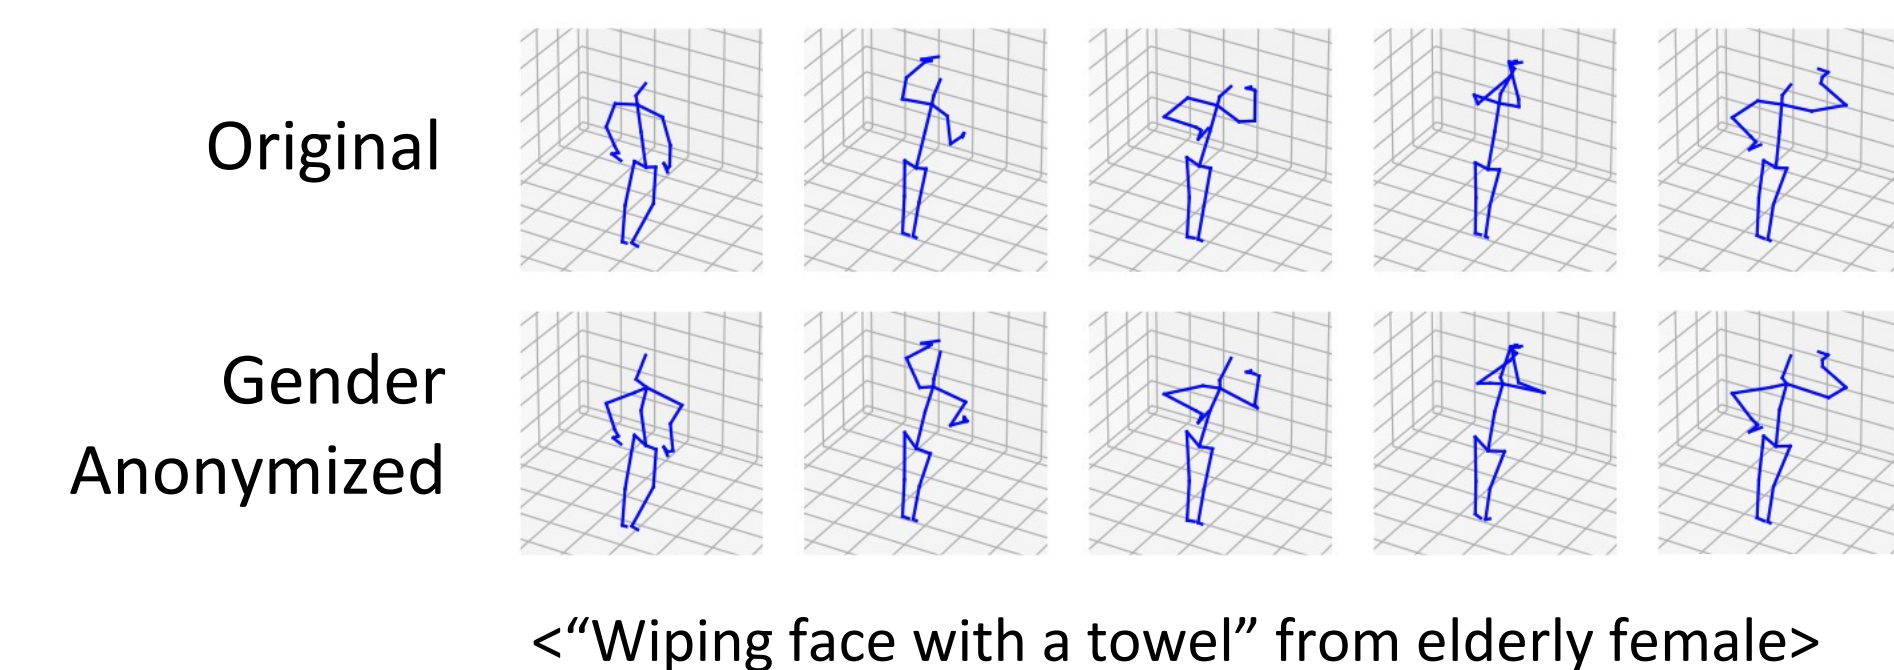 Original
Gender
Anonymized
<“Wiping face with a towel” from elderly female>